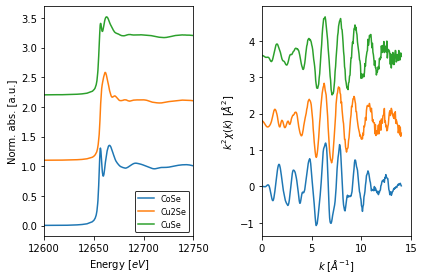 Norm. abs. [a.u.]
3.5
3.0
2.5
2.0
1.5
1.0
0.5
0.0
12600 12650 12700 12750
Energy [eV]
CoSe
Cu2Se
CuSe
k²χ(k) [Å²]
4
3
2
1
0
−1
0 5 10 15
k [Å⁻¹]